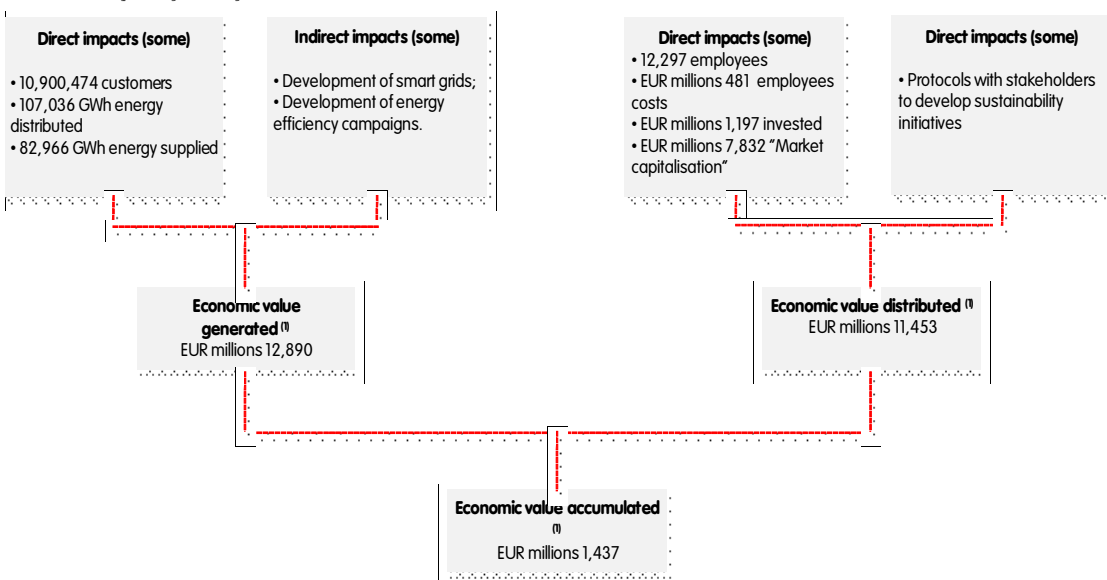 Direct impacts (some)
• 10,900,474 customers
• 107,036 GWh energy
distributed
• 82,966 GWh energy supplied
Indirect impacts (some)
• Development of smart grids;
• Development of energy
efficiency campaigns.
Direct impacts (some)
• 12,297 employees
• EUR millions 481 employees
costs
• EUR millions 1,197 invested
• EUR millions 7,832 "Market
capitalisation"
Direct impacts (some)
• Protocols with stakeholders
to develop sustainability
initiatives
Economic value
generated (1)
EUR millions 12,890
Economic value distributed (1)
EUR millions 11,453
Economic value accumulated
(1)
EUR millions 1,437